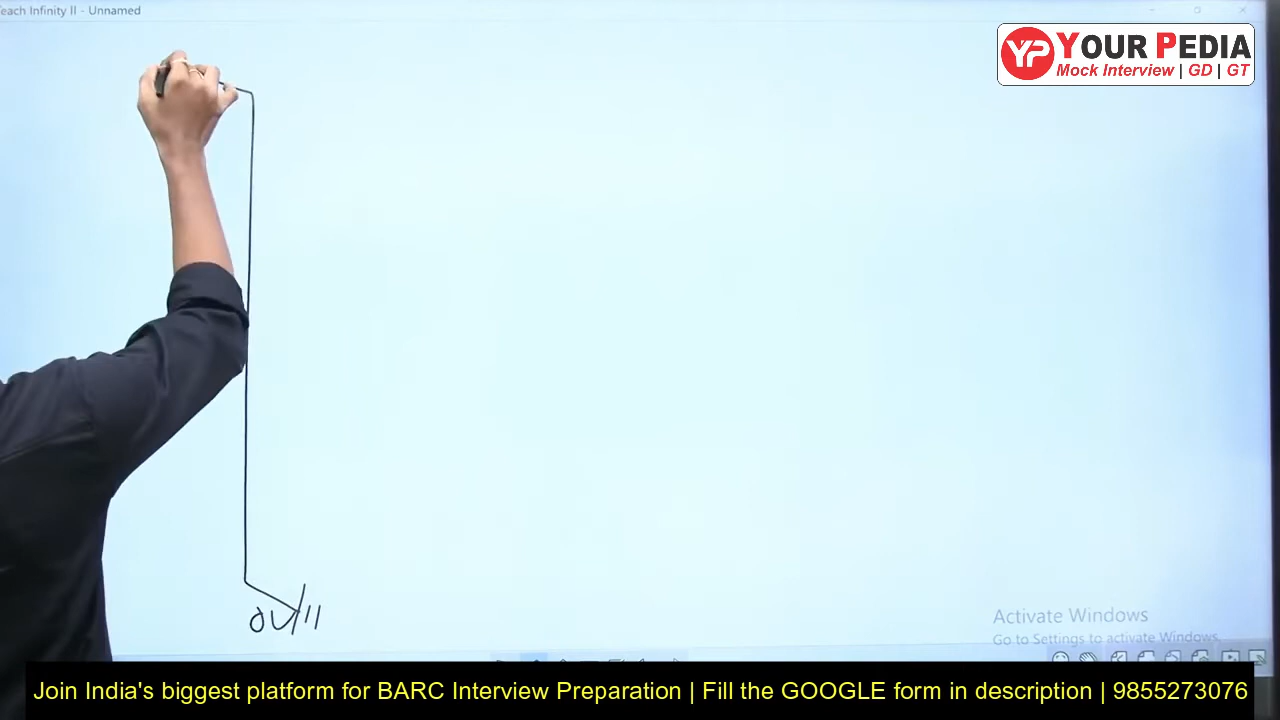 each Infinity II - Unnamed
YP YOUR PEDIA
Mock Interview | GD | GT
Activate Windows
Go to Settings to activate Windows.
Join India's biggest platform for BARC Interview Preparation | Fill the GOOGLE form in description | 9855273076